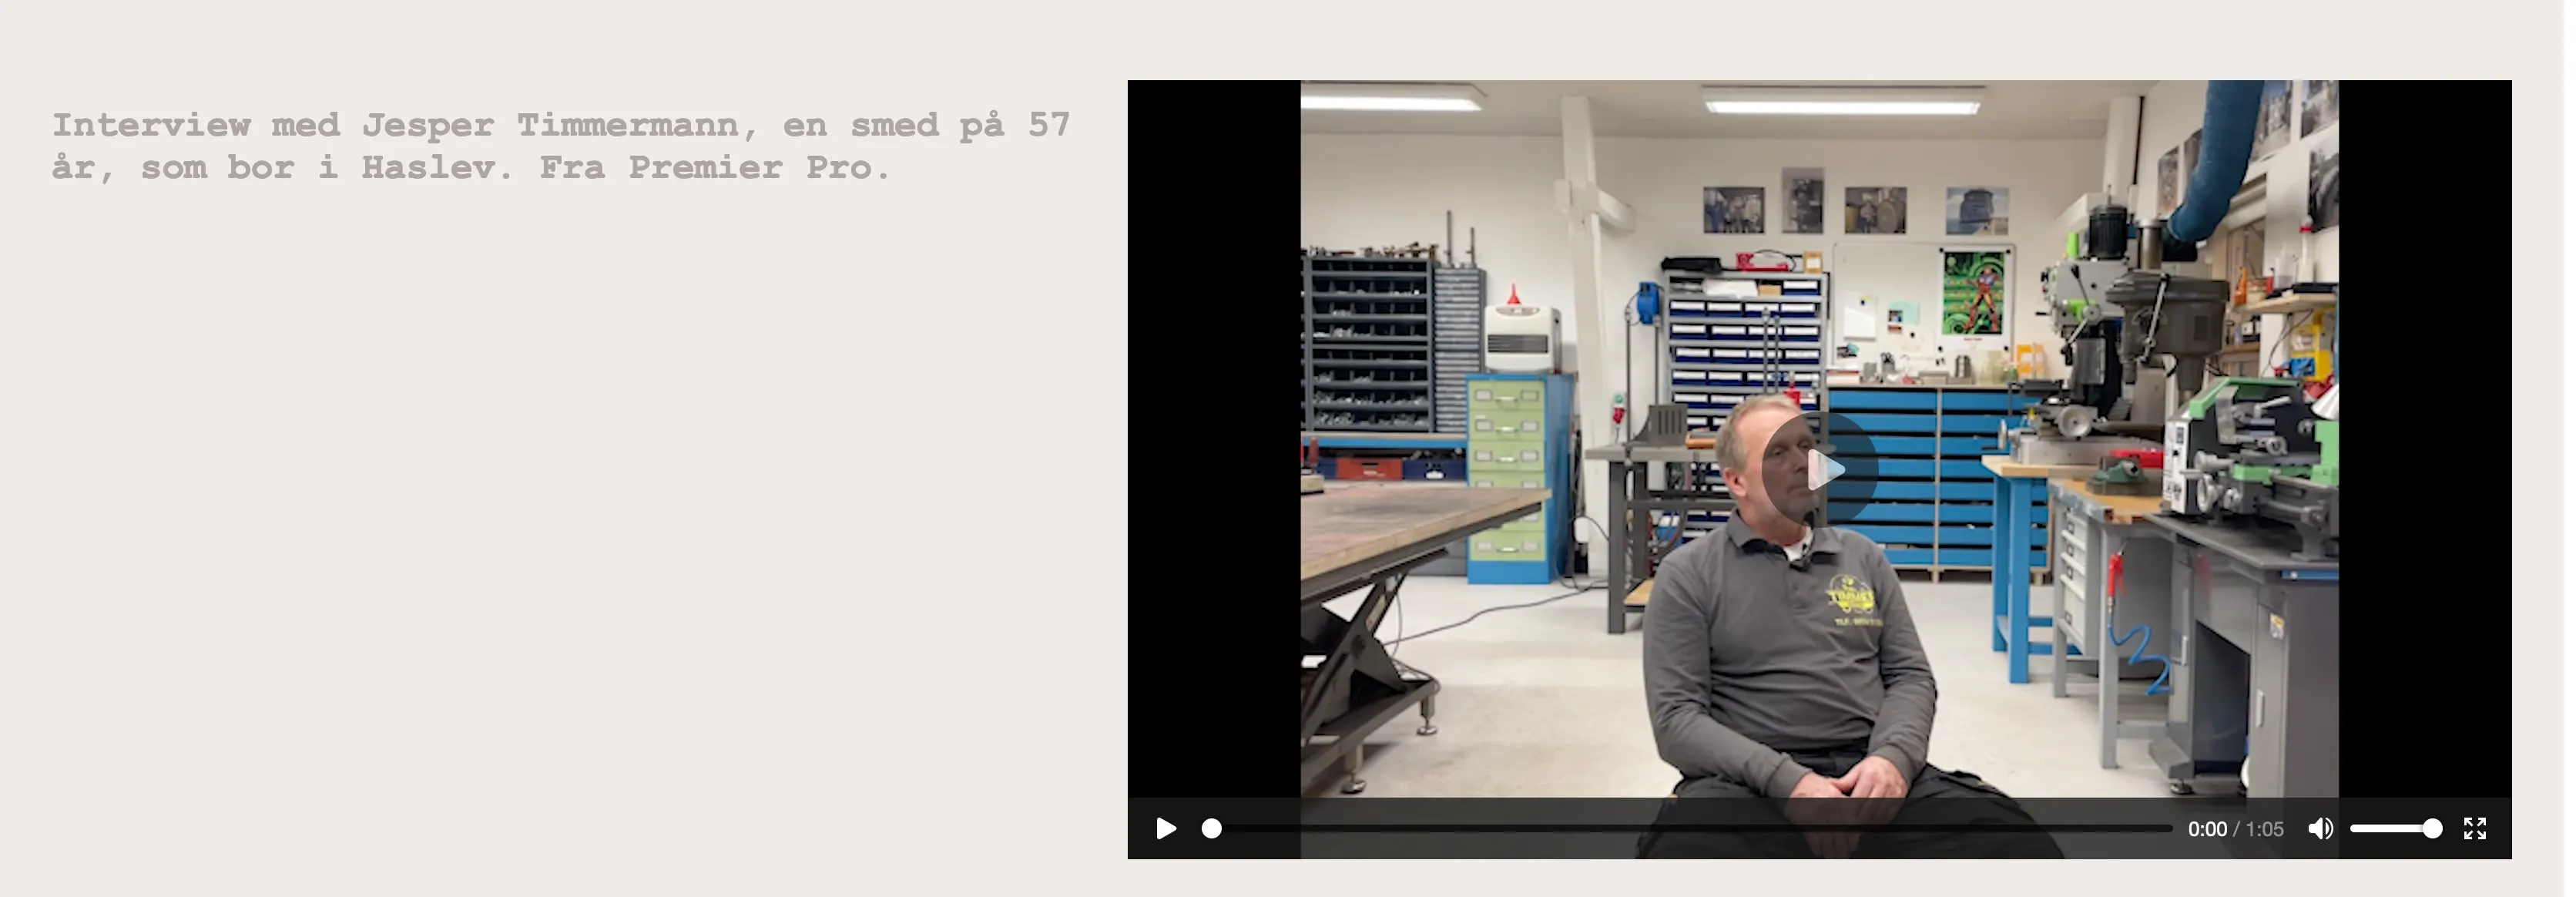 Interview med Jesper Timmermann, en smed på 57
år, som bor i Haslev. Fra Premier Pro.
0:00 / 1:05